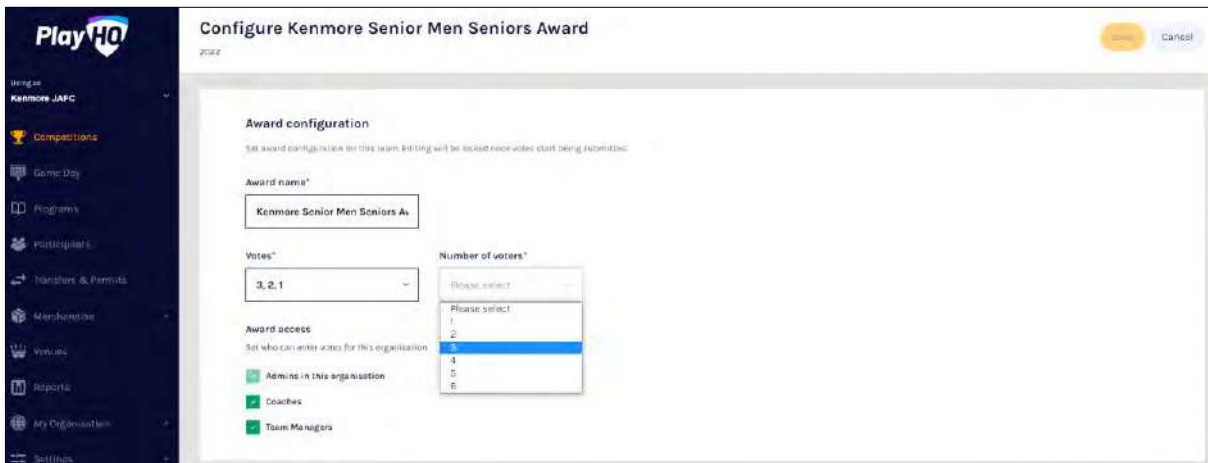 PlayHQ
Using as
Kenmore JAFC
Competitions
Game Day
Programs
Participants
Transfers & Permits
Merchandise
Venues
Reports
My Organisation
Settings
Configure Kenmore Senior Men Seniors Award
2022
Save
Cancel
Award configuration
Set award configuration for this team. Editing will be locked once votes start being submitted.
Award name*
Kenmore Senior Men Seniors Av
Votes*
Number of voters*
3, 2, 1
Please select
Please select
1
2
3
4
5
6
Award access
Set who can enter votes for this organisation
Admins in this organisation
Coaches
Team Managers